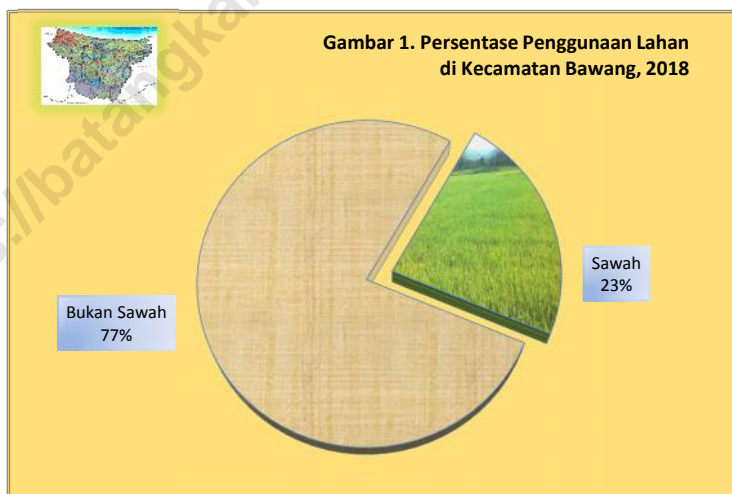 Gambar 1. Persentase Penggunaan Lahan
di Kecamatan Bawang, 2018
Sawah
23%
Bukan Sawah
77%